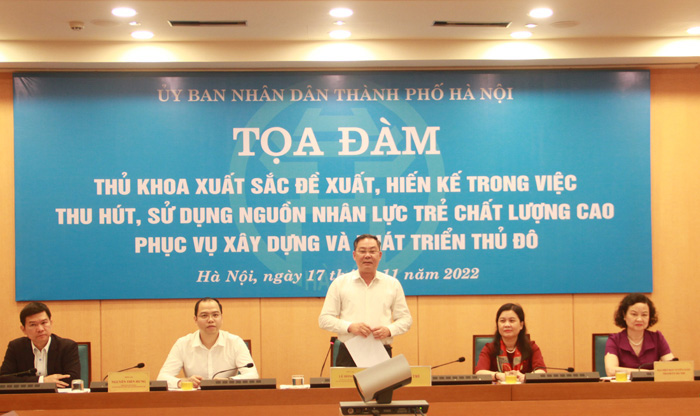 ỦY BAN NHÂN DÂN THÀNH PHỐ HÀ NỘI
TỌA ĐÀM
THỦ KHOA XUẤT SẮC ĐỀ XUẤT, HIẾN KẾ TRONG VIỆC
THU HÚT, SỬ DỤNG NGUỒN NHÂN LỰC TRẺ CHẤT LƯỢNG CAO
PHỤC VỤ XÂY DỰNG VÀ PHÁT TRIỂN THỦ ĐÔ
Hà Nội, ngày 17 11 năm 2022